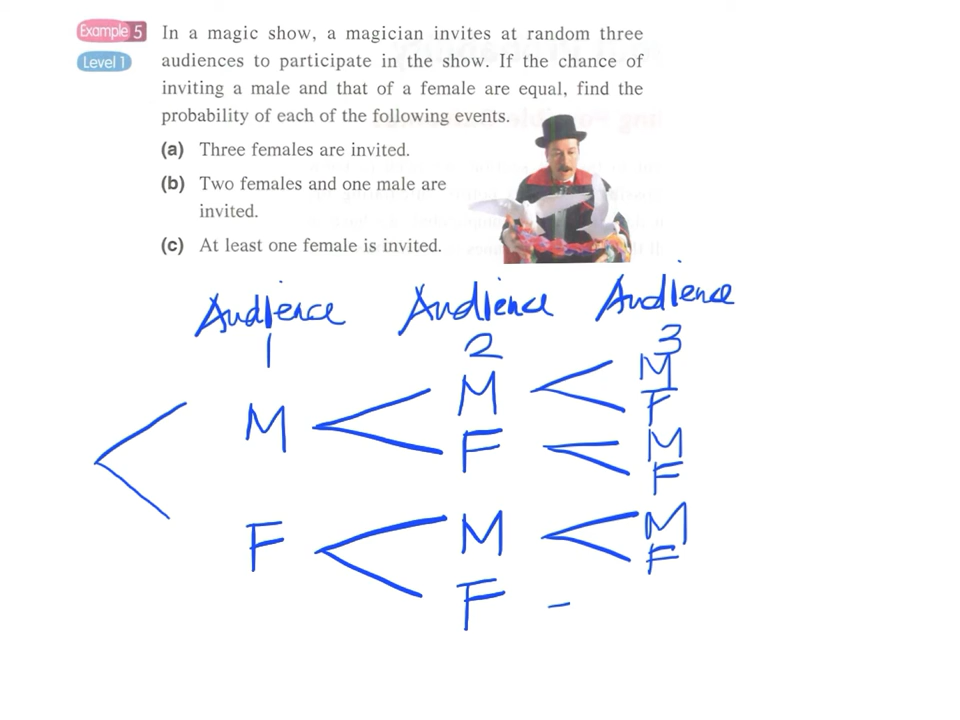 Example 5 In a magic show, a magician invites at random three
Level 1 audiences to participate in the show. If the chance of
inviting a male and that of a female are equal, find the
probability of each of the following events.
(a) Three females are invited.
(b) Two females and one male are
invited.
(c) At least one female is invited.
Audience Audience Audience
1 2 3
M
M
F
M
M
F
F
M
M
F
F
F